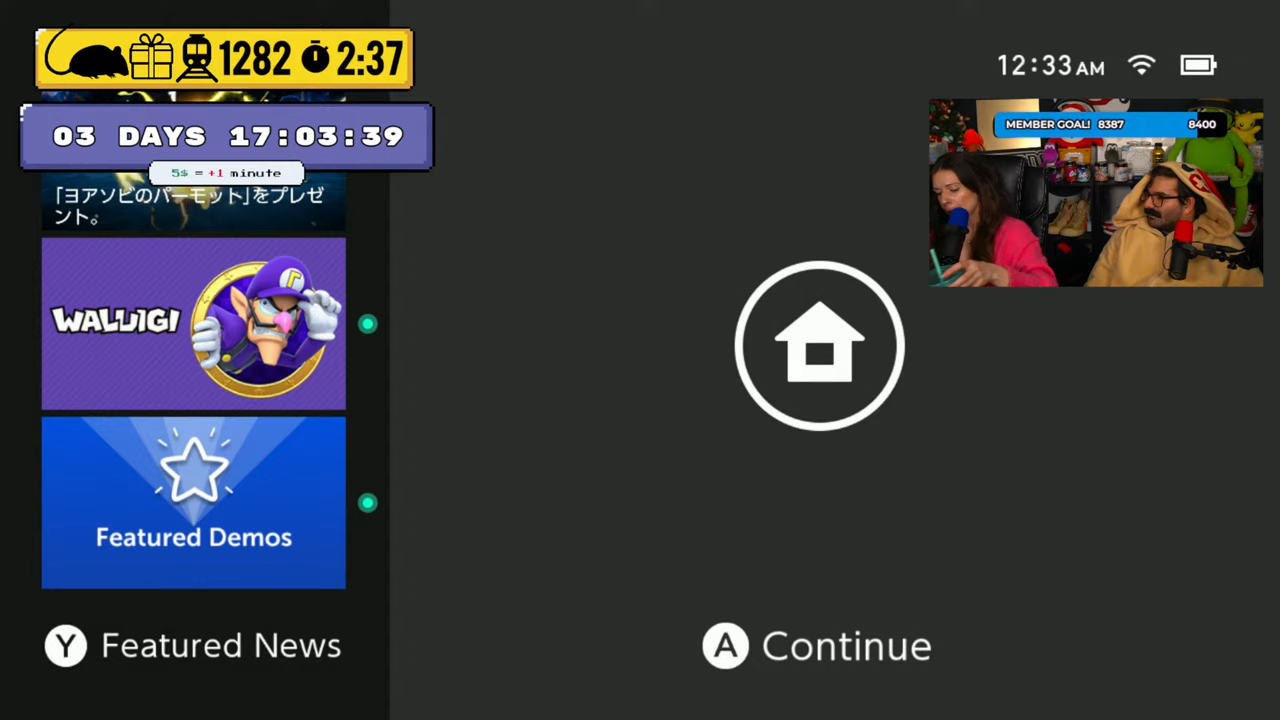 1282 2:37
03 DAYS 17:03:39
5$ = +1 minute
「ヨアソビのパーモット」をプレゼ
ント。
WALUIGI
Featured Demos
Y Featured News
12:33 AM
MEMBER GOAL! 8387 8400
A Continue